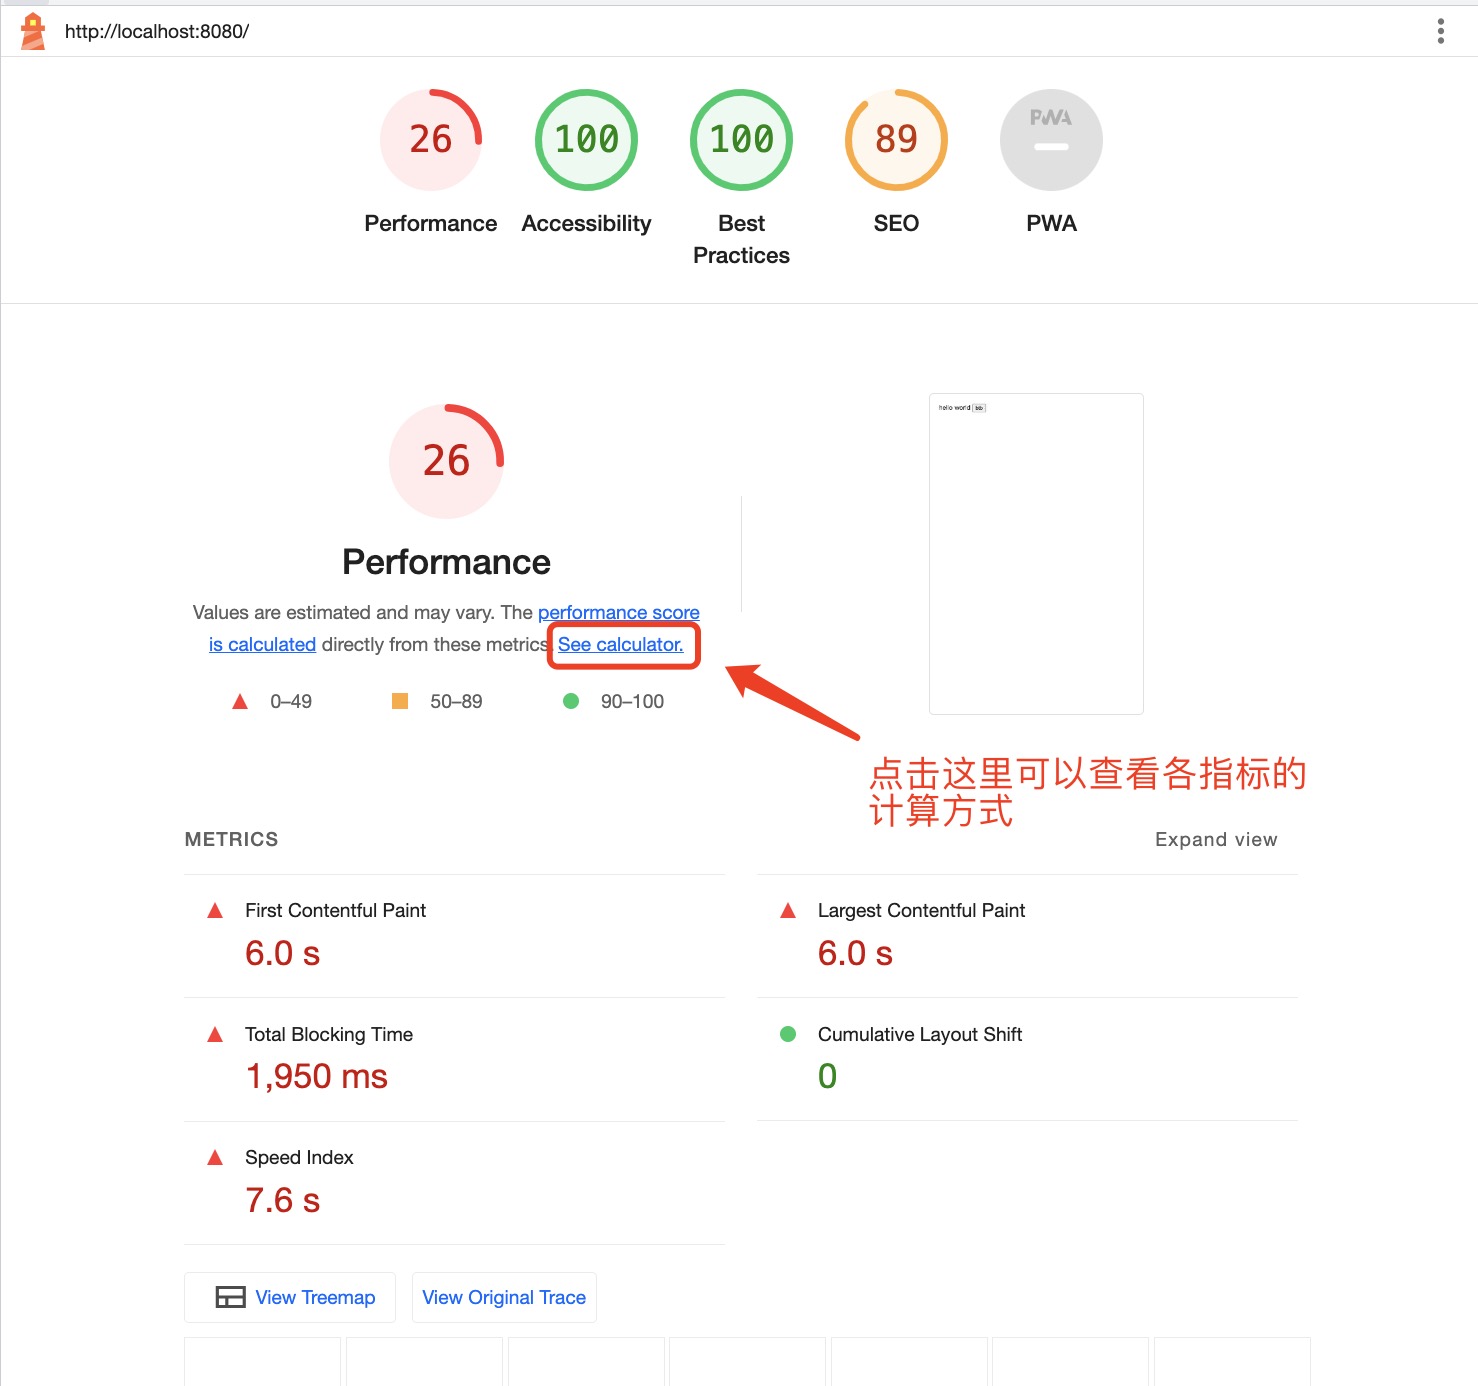 http://localhost:8080/
26
100
100
89
PWA
Performance
Accessibility
Best
Practices
SEO
PWA
26
hello world
Performance
Values are estimated and may vary. The performance score
is calculated directly from these metrics. See calculator.
0–49
50–89
90–100
点击这里可以查看各指标的
计算方式
METRICS
Expand view
First Contentful Paint
6.0 s
Largest Contentful Paint
6.0 s
Total Blocking Time
1,950 ms
Cumulative Layout Shift
0
Speed Index
7.6 s
View Treemap
View Original Trace